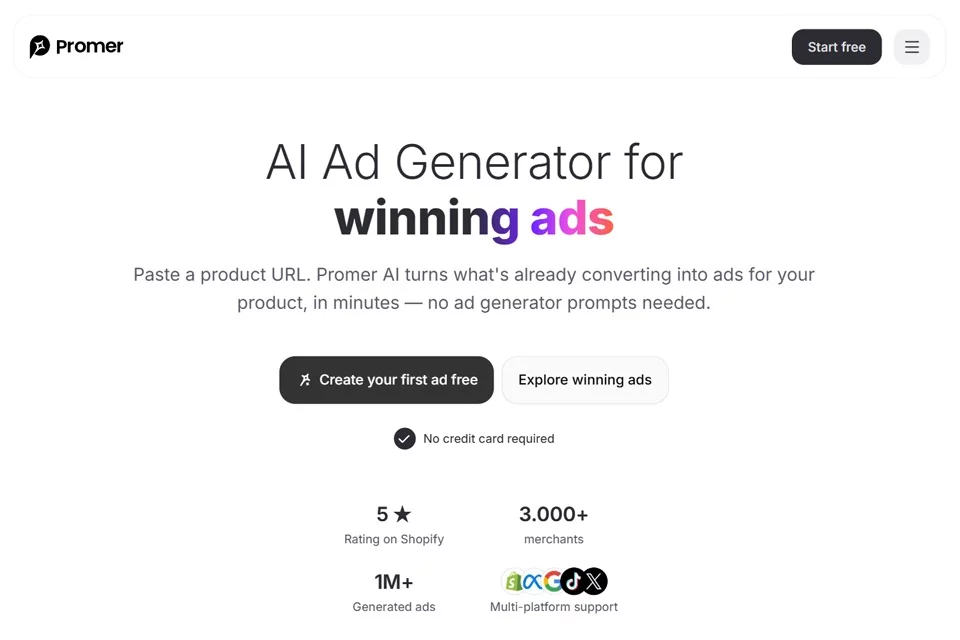 Promer
Start free
AI Ad Generator for
winning ads
Paste a product URL. Promer AI turns what's already converting into ads for your
product, in minutes — no ad generator prompts needed.
Create your first ad free
Explore winning ads
No credit card required
5 ★
3.000+
Rating on Shopify
merchants
1M+
Generated ads
Multi-platform support